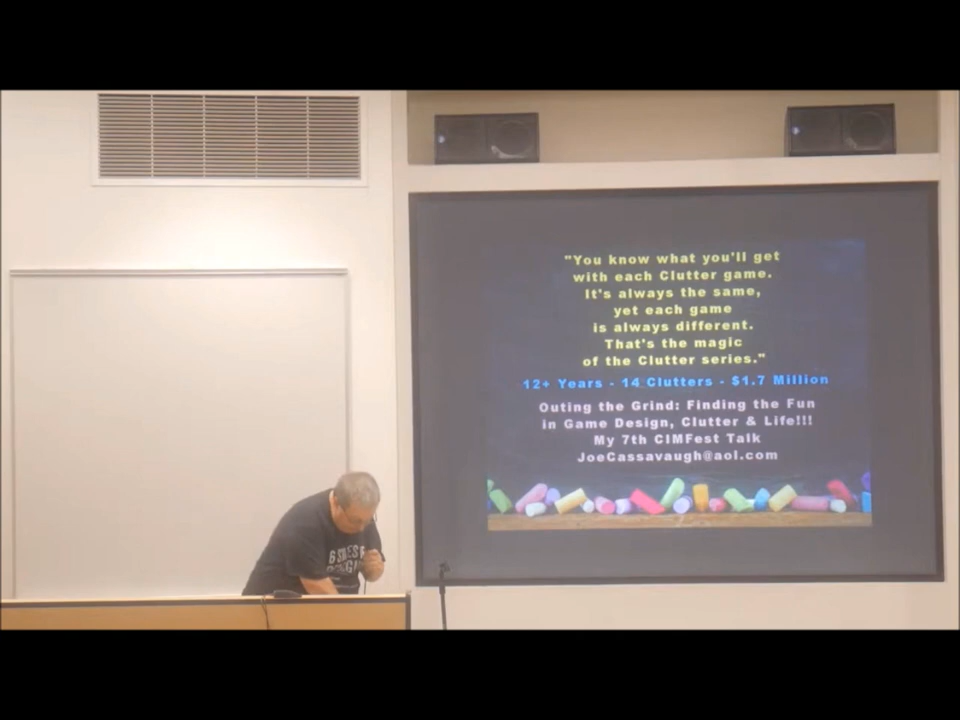 "You know what you'll get
with each Clutter game.
It's always the same,
yet each game
is always different.
That's the magic
of the Clutter series."
12+ Years - 14 Clutters - $1.7 Million
Outing the Grind: Finding the Fun
in Game Design, Clutter & Life!!!
My 7th CIMFest Talk
JoeCassavaugh@aol.com